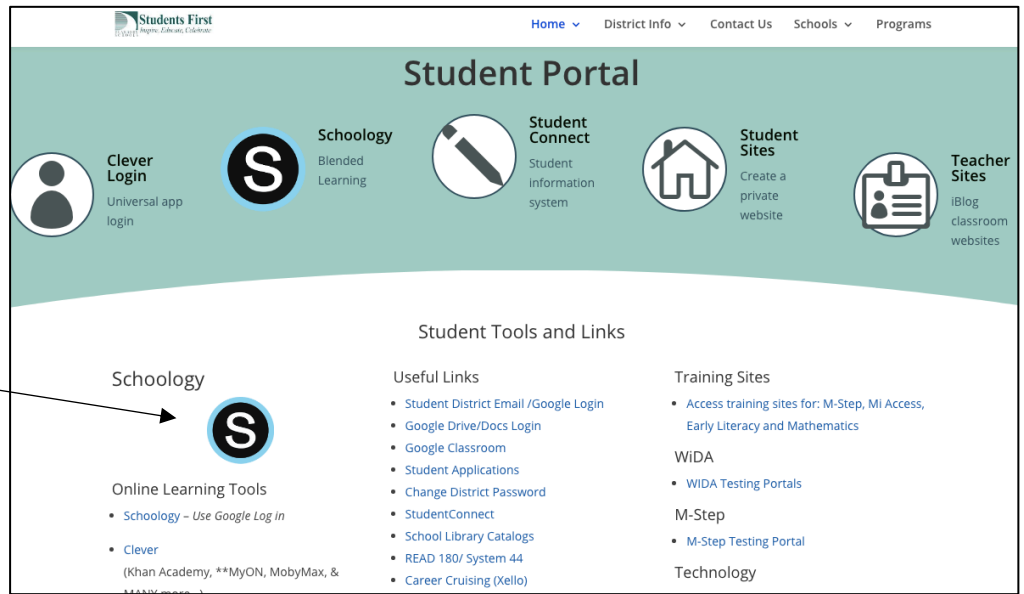 Students First
Inspire, Educate, Celebrate
Home
District Info
Contact Us
Schools
Programs
Student Portal
Clever
Login
Universal app
login
S
Schoology
Blended
Learning
Student
Connect
Student
information
system
Student
Sites
Create a
private
website
Teacher
Sites
iBlog
classroom
websites
Student Tools and Links
Schoology
S
Online Learning Tools
Schoology – Use Google Log in
Clever
(Khan Academy, **MyON, MobyMax, &
MANY more...)
Useful Links
Student District Email /Google Login
Google Drive/Docs Login
Google Classroom
Student Applications
Change District Password
StudentConnect
School Library Catalogs
READ 180/ System 44
Career Cruising (Xello)
Training Sites
Access training sites for: M-Step, Mi Access,
Early Literacy and Mathematics
WiDA
WIDA Testing Portals
M-Step
M-Step Testing Portal
Technology